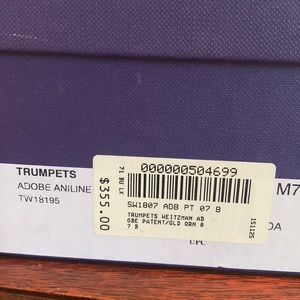 TRUMPETS
ADOBE ANILINE
TW18195
M7
DA
UPC
71 BU LK
$355.00
000000504699
SW1807 ADB PT 07 B
TRUMPETS WEITZMAN AD
OBE PATENT/GLD ORN 0
7 B
151125